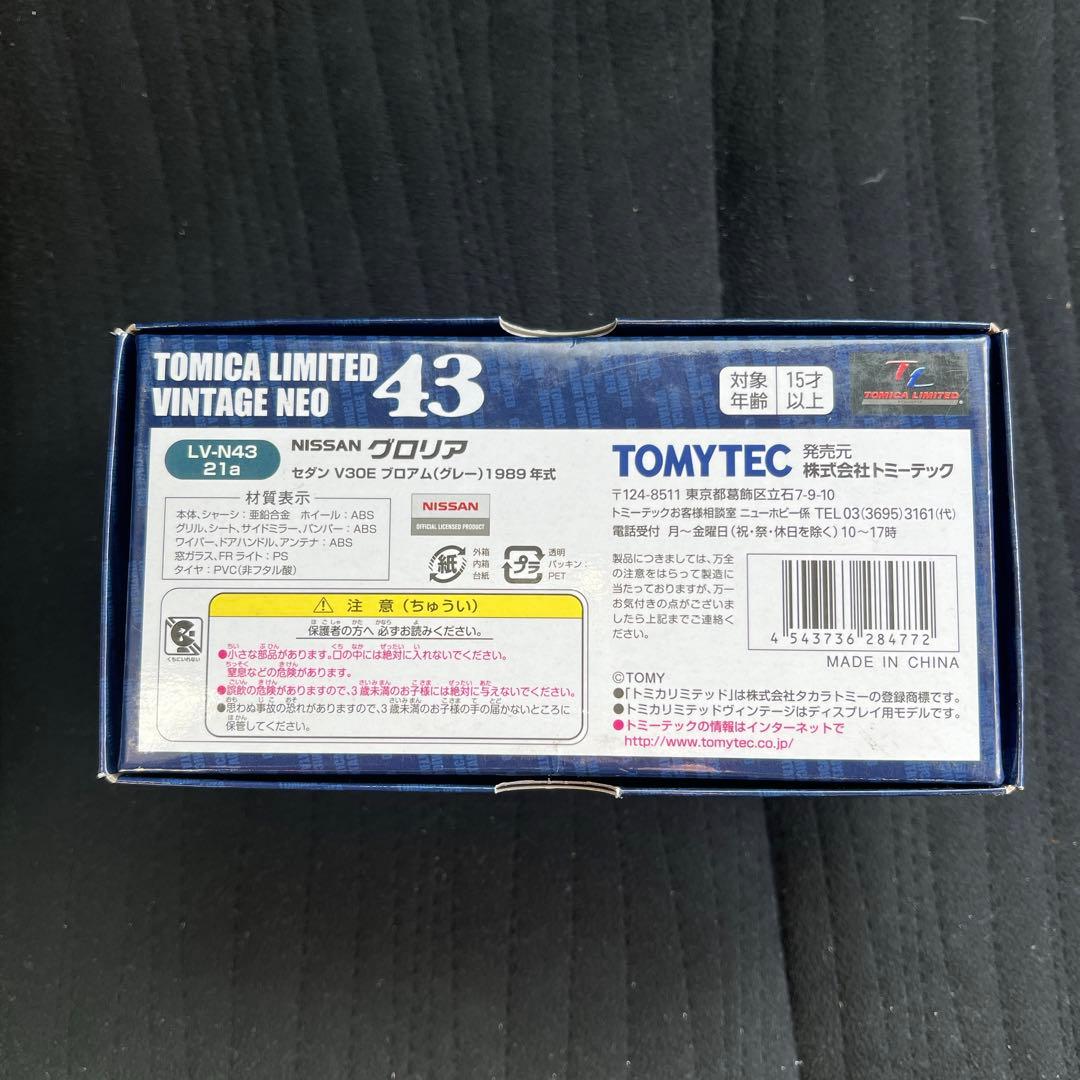 TOMICA LIMITED
VINTAGE NEO
43
対象
年齢
15才
以上
TL
TOMICA LIMITED
LV-N43
21a
NISSAN グロリア
セダン V30E ブロアム(グレー)1989年式
材質表示
本体、シャーシ:亜鉛合金 ホイール:ABS
グリル、シート、サイドミラー、バンパー:ABS
ワイパー、ドアハンドル、アンテナ:ABS
窓ガラス、FRライト:PS
タイヤ:PVC(非フタル酸)
NISSAN
OFFICIAL LICENSED PRODUCT
紙
外箱
内箱
台紙
プラ
透明
パッキン:
PET
くちにいれない
注 意(ちゅうい)
保護者の方へ 必ずお読みください。
●小さな部品があります。口の中には絶対に入れないでください。
窒息などの危険があります。
●誤飲の危険がありますので、3歳未満のお子様には絶対に与えないでください。
●思わぬ事故の恐れがありますので、3歳未満のお子様の手の届かないところに
保管してください。
TOMYTEC
発売元
株式会社トミーテック
〒124-8511 東京都葛飾区立石7-9-10
トミーテックお客様相談室 ニューホビー係 TEL 03(3695)3161(代)
電話受付 月~金曜日(祝・祭・休日を除く)10~17時
製品につきましては、万全
の注意をはらって製造に
当たっておりますが、万一
お気付きの点がございま
したら上記までご連絡く
ださい。
4 543736 284772
MADE IN CHINA
©TOMY
●「トミカリミテッド」は株式会社タカラトミーの登録商標です。
●トミカリミテッドヴィンテージはディスプレイ用モデルです。
●トミーテックの情報はインターネットで
http://www.tomytec.co.jp/